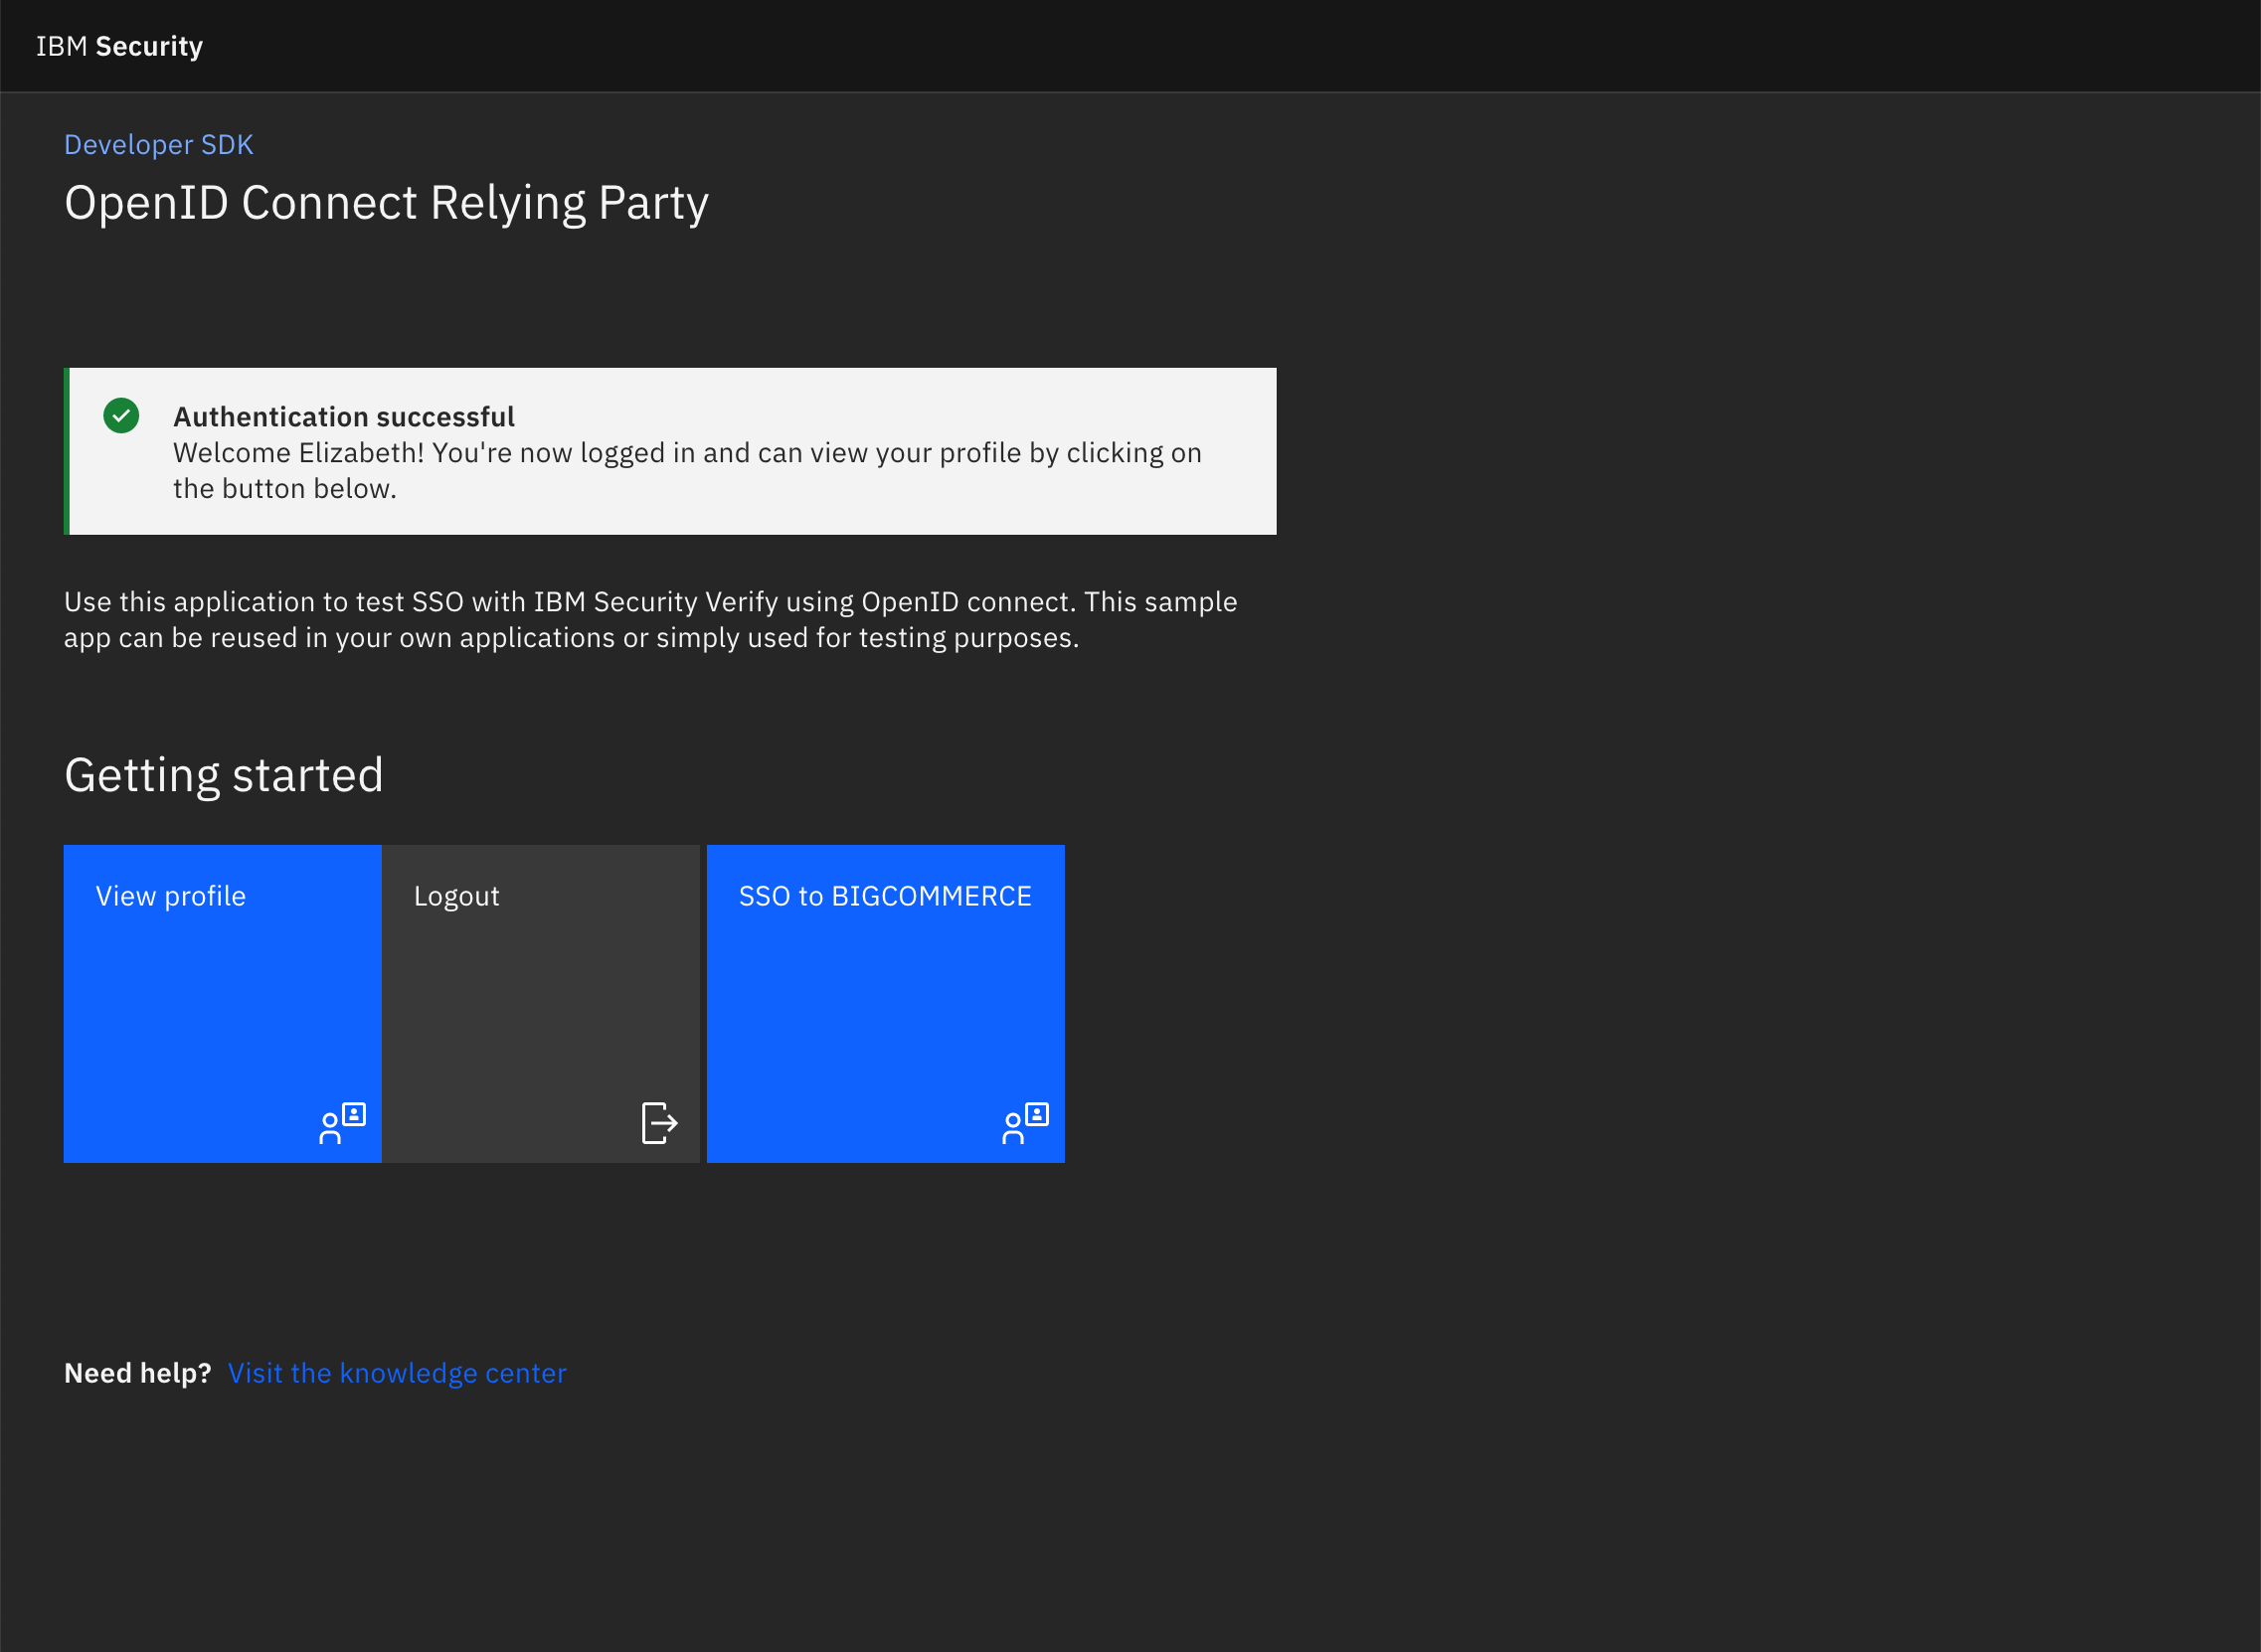 IBM Security
Developer SDK
OpenID Connect Relying Party
Authentication successful
Welcome Elizabeth! You're now logged in and can view your profile by clicking on
the button below.
Use this application to test SSO with IBM Security Verify using OpenID connect. This sample
app can be reused in your own applications or simply used for testing purposes.
Getting started
View profile
Logout
SSO to BIGCOMMERCE
Need help? Visit the knowledge center